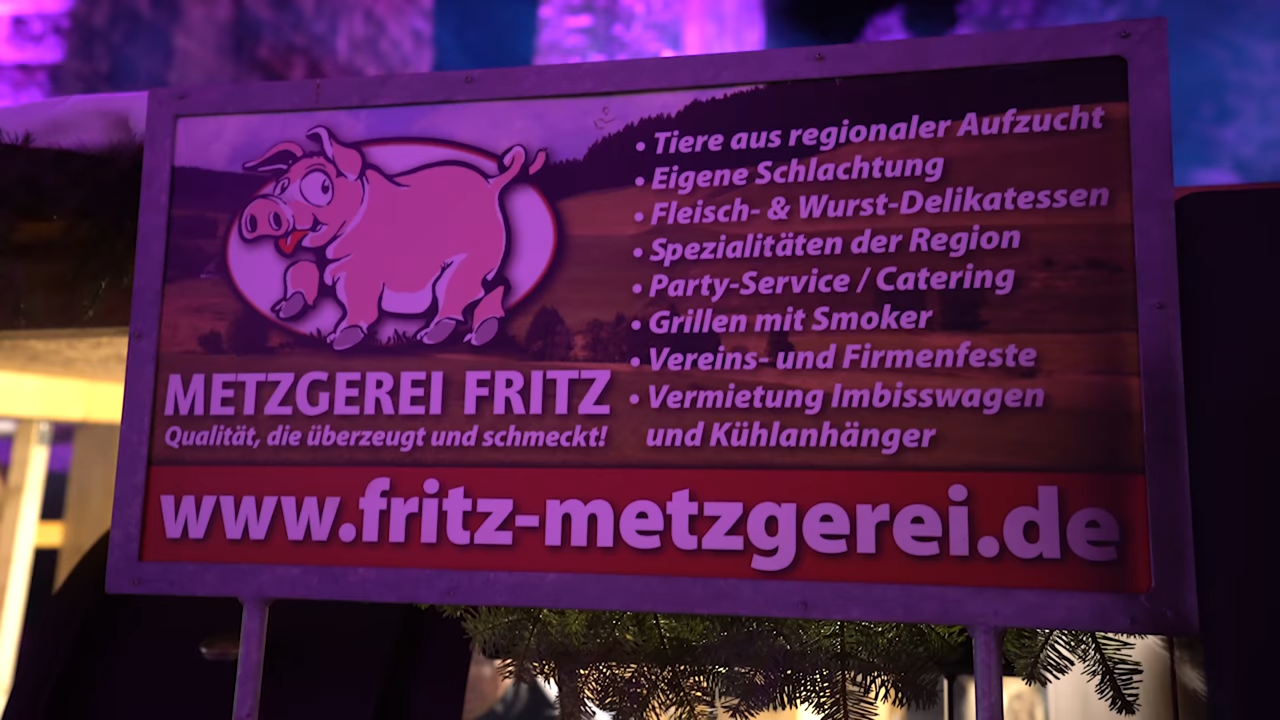 METZGEREI FRITZ
Qualität, die überzeugt und schmeckt!
• Tiere aus regionaler Aufzucht
• Eigene Schlachtung
• Fleisch- & Wurst-Delikatessen
• Spezialitäten der Region
• Party-Service / Catering
• Grillen mit Smoker
• Vereins- und Firmenfeste
• Vermietung Imbisswagen
und Kühlanhänger
www.fritz-metzgerei.de